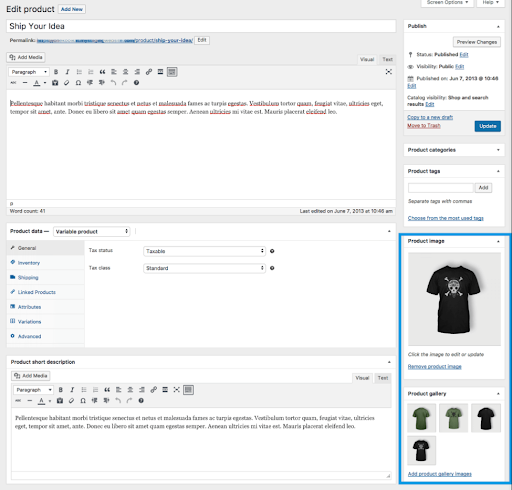 Screen Options
Help
Edit product
Add New
Ship Your Idea
Permalink: /product/ship-your-idea/ Edit
Add Media
Visual
Text
Paragraph
Pellentesque habitant morbi tristique senectus et netus et malesuada fames ac turpis egestas. Vestibulum tortor quam, feugiat vitae, ultricies eget,
tempor sit amet, ante. Donec eu libero sit amet quam egestas semper. Aenean ultricies mi vitae est. Mauris placerat eleifend leo.
p
Word count: 41
Last edited on June 7, 2013 at 10:46 am
Product data —
Variable product
General
Inventory
Shipping
Linked Products
Attributes
Variations
Advanced
Tax status
Taxable
Tax class
Standard
Product short description
Add Media
Visual
Text
Paragraph
Pellentesque habitant morbi tristique senectus et netus et malesuada fames ac turpis egestas. Vestibulum tortor quam, feugiat vitae, ultricies
eget, tempor sit amet, ante. Donec eu libero sit amet quam egestas semper. Aenean ultricies mi vitae est. Mauris placerat eleifend leo.
Publish
Preview Changes
Status: Published Edit
Visibility: Public Edit
Published on: Jun 7, 2013 @ 10:46
Edit
Catalog visibility: Shop and search
results Edit
Copy to a new draft
Move to Trash
Update
Product categories
Product tags
Add
Separate tags with commas
Choose from the most used tags
Product image
Click the image to edit or update
Remove product image
Product gallery
Add product gallery images